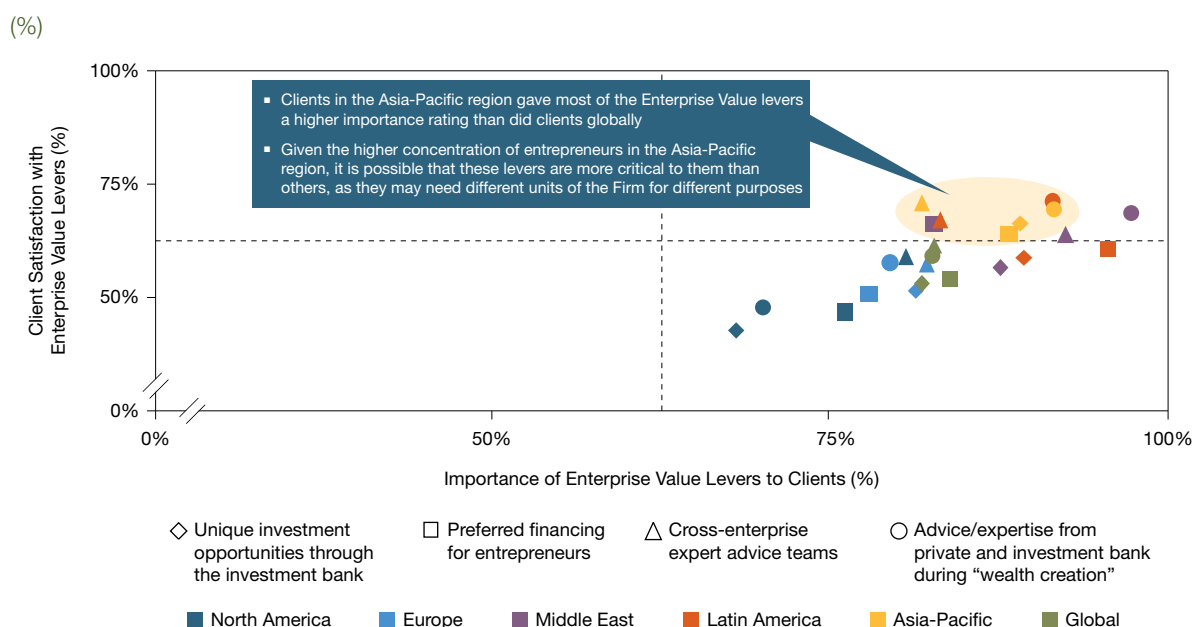 (%)
100%
▪ Clients in the Asia-Pacific region gave most of the Enterprise Value levers
a higher importance rating than did clients globally
▪ Given the higher concentration of entrepreneurs in the Asia-Pacific
region, it is possible that these levers are more critical to them than
others, as they may need different units of the Firm for different purposes
Client Satisfaction with
Enterprise Value Levers (%)
75%
50%
0%
0%
50%
75%
100%
Importance of Enterprise Value Levers to Clients (%)
Unique investment
opportunities through
the investment bank
Preferred financing
for entrepreneurs
Cross-enterprise
expert advice teams
Advice/expertise from
private and investment bank
during “wealth creation”
North America
Europe
Middle East
Latin America
Asia-Pacific
Global